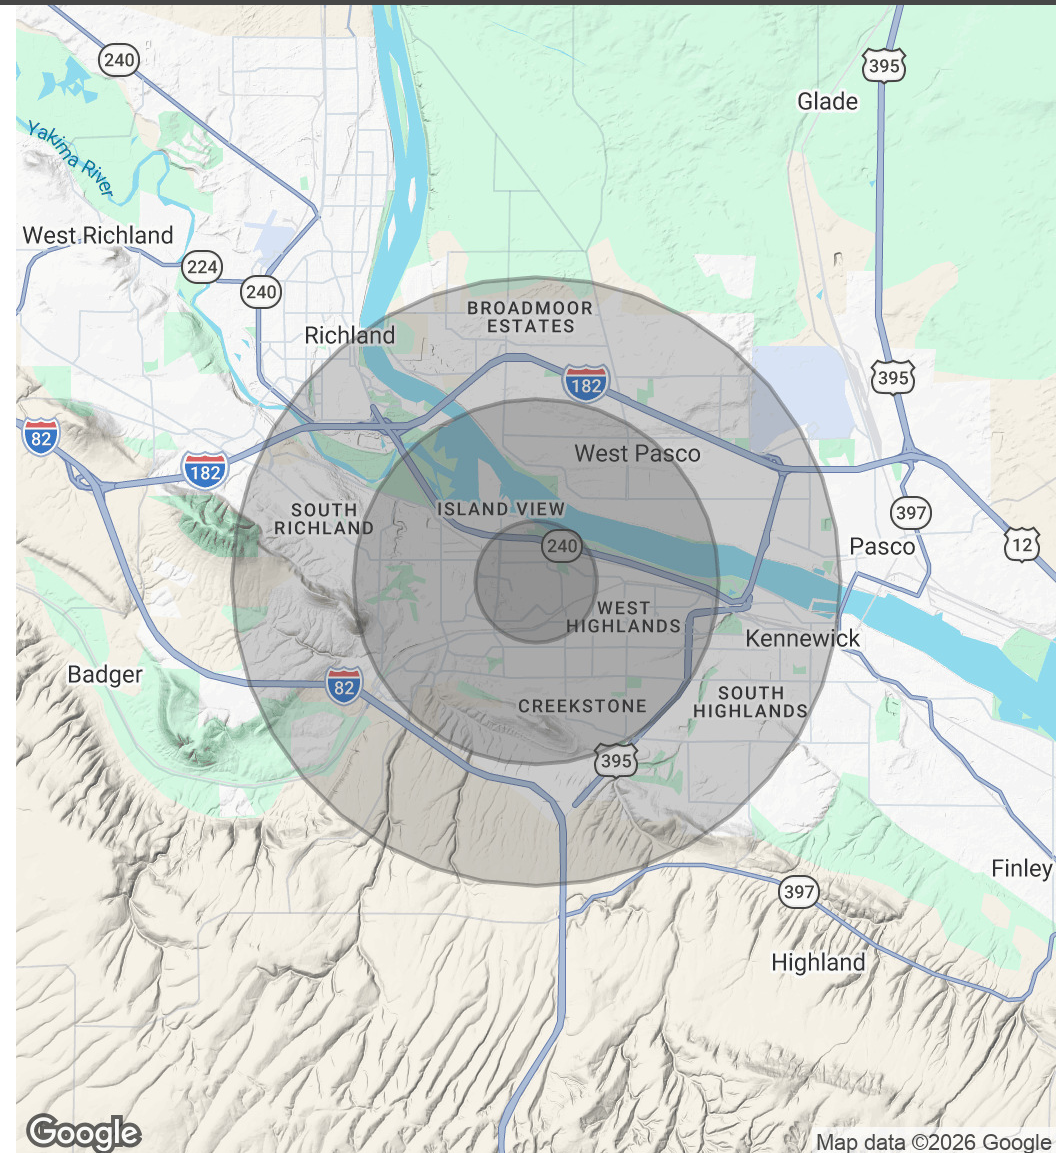 240
395
Glade
Yakima River
West Richland
224
240
BROADMOOR
ESTATES
Richland
182
395
82
182
West Pasco
SOUTH
RICHLAND
ISLAND VIEW
397
240
Pasco
12
WEST
HIGHLANDS
Kennewick
Badger
82
SOUTH
HIGHLANDS
CREEKSTONE
395
Finley
397
Highland
Google
Map data ©2026 Google